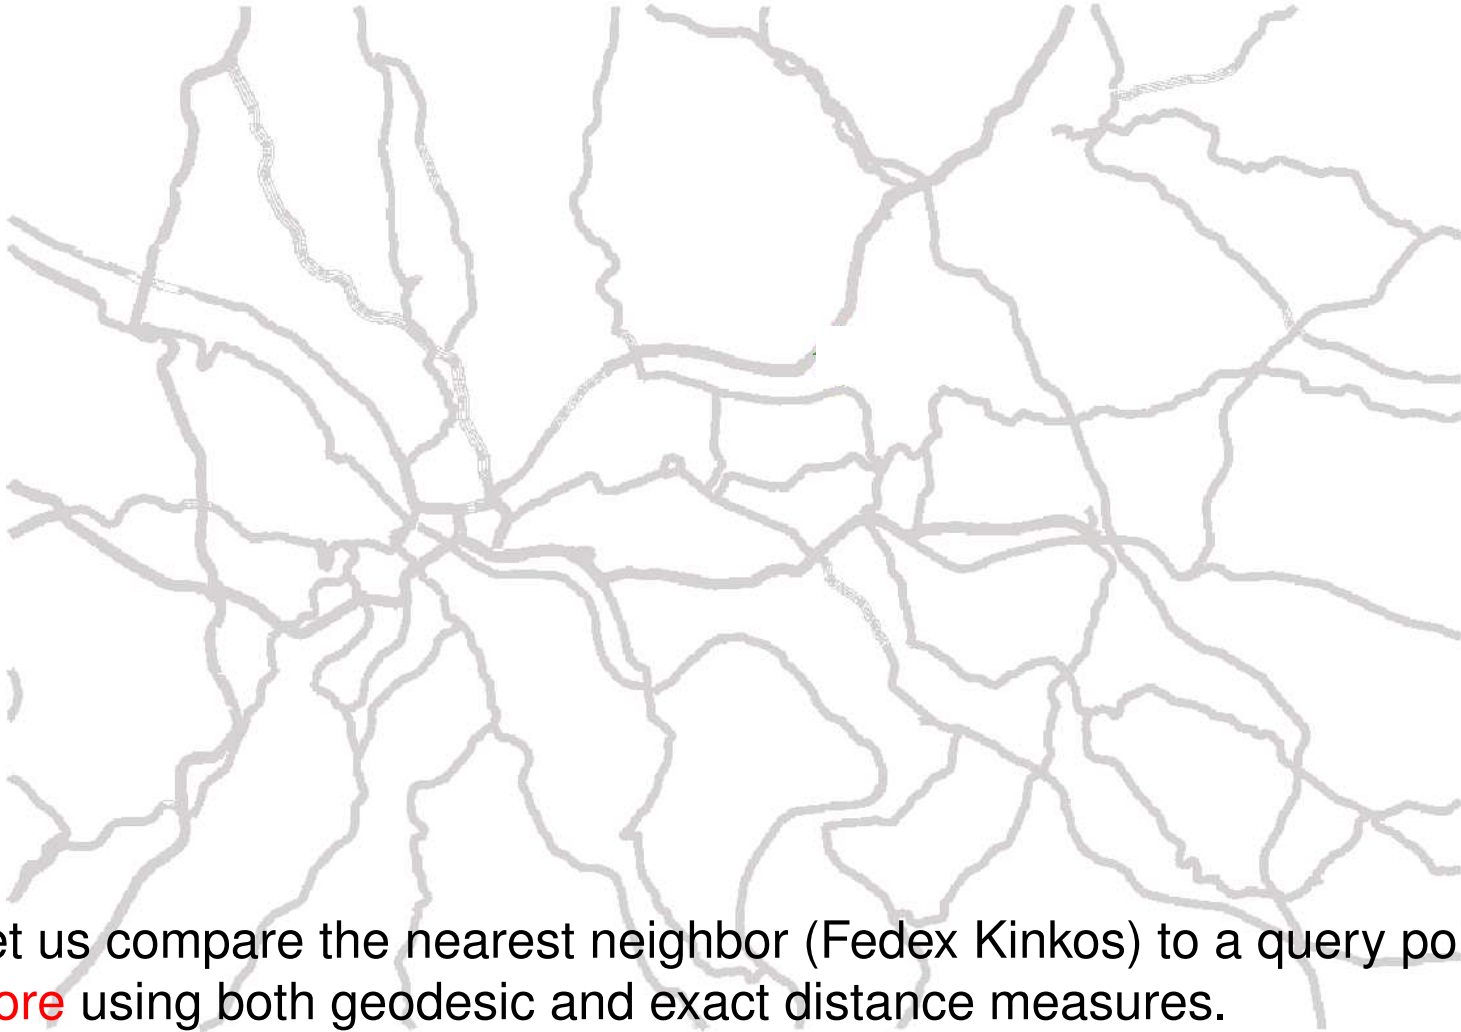 et us compare the nearest neighbor (Fedex Kinkos) to a query po
ore using both geodesic and exact distance measures.